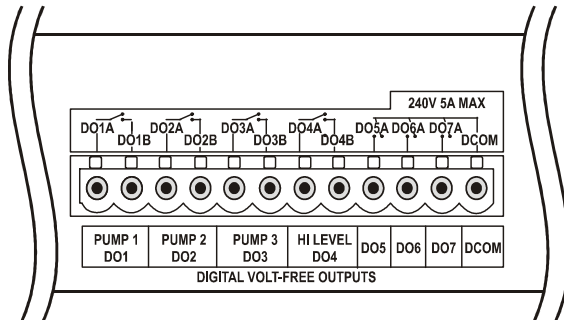 240V 5A MAX
DO1A DO2A DO3A DO4A DO5A DO6A DO7A
DO1B DO2B DO3B DO4B DCOM
PUMP 1 PUMP 2 PUMP 3 HI LEVEL
DO1 DO2 DO3 DO4 DO5 DO6 DO7 DCOM
DIGITAL VOLT-FREE OUTPUTS